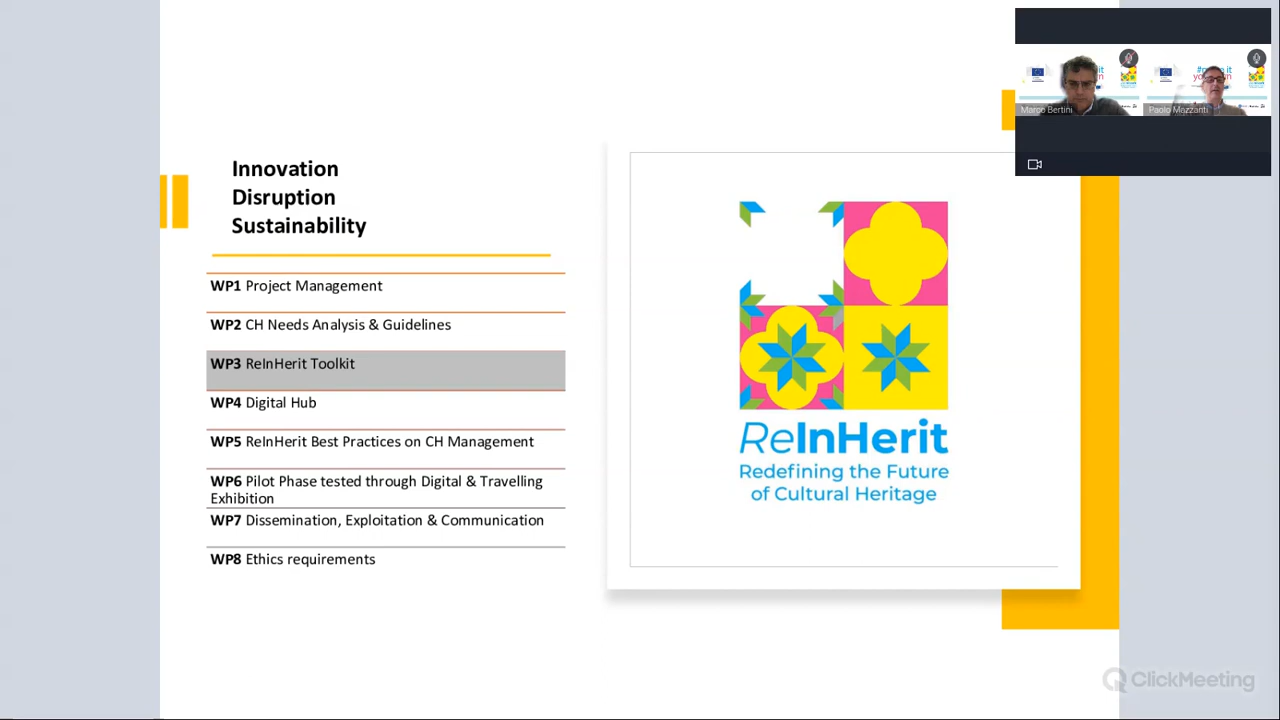 Innovation
Disruption
Sustainability
WP1 Project Management
WP2 CH Needs Analysis & Guidelines
WP3 ReInHerit Toolkit
WP4 Digital Hub
WP5 ReInHerit Best Practices on CH Management
WP6 Pilot Phase tested through Digital & Travelling
Exhibition
WP7 Dissemination, Exploitation & Communication
WP8 Ethics requirements
ReInHerit
Redefining the Future
of Cultural Heritage
Marco Bertini
Paolo Mazzanti
ClickMeeting